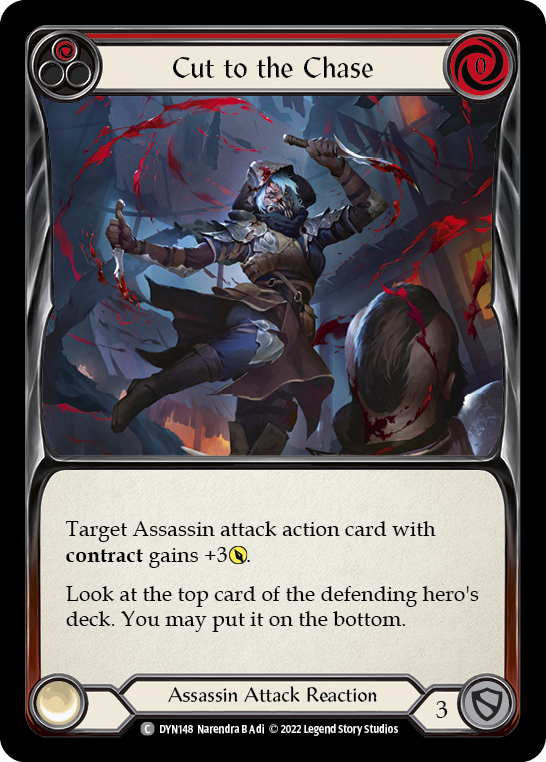 Cut to the Chase
0
Target Assassin attack action card with
contract gains +3.
Look at the top card of the defending hero's
deck. You may put it on the bottom.
Assassin Attack Reaction
3
C DYN148 Narendra B Adi © 2022 Legend Story Studios